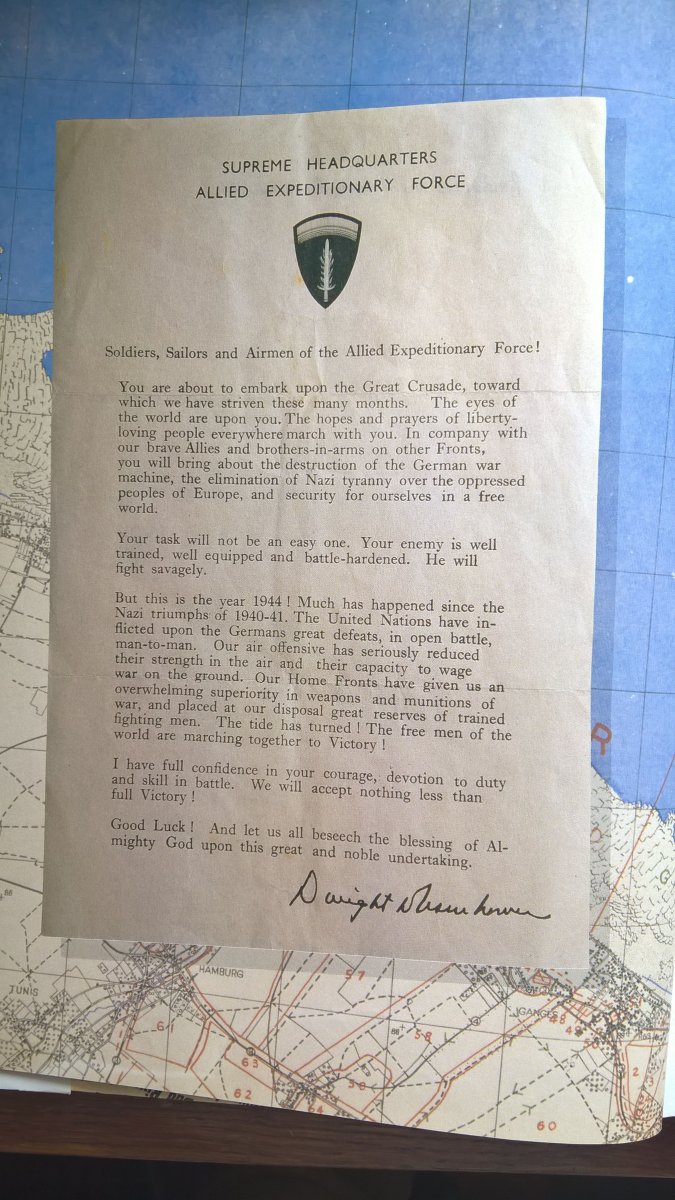 SUPREME HEADQUARTERS
ALLIED EXPEDITIONARY FORCE
Soldiers, Sailors and Airmen of the Allied Expeditionary Force!
You are about to embark upon the Great Crusade, toward
which we have striven these many months. The eyes of
the world are upon you. The hopes and prayers of liberty-
loving people everywhere march with you. In company with
our brave Allies and brothers-in-arms on other Fronts,
you will bring about the destruction of the German war
machine, the elimination of Nazi tyranny over the oppressed
peoples of Europe, and security for ourselves in a free
world.
Your task will not be an easy one. Your enemy is well
trained, well equipped and battle-hardened. He will
fight savagely.
But this is the year 1944 ! Much has happened since the
Nazi triumphs of 1940-41. The United Nations have in-
flicted upon the Germans great defeats, in open battle,
man-to-man. Our air offensive has seriously reduced
their strength in the air and their capacity to wage
war on the ground. Our Home Fronts have given us an
overwhelming superiority in weapons and munitions of
war, and placed at our disposal great reserves of trained
fighting men. The tide has turned ! The free men of the
world are marching together to Victory !
I have full confidence in your courage, devotion to duty
and skill in battle. We will accept nothing less than
full Victory !
Good Luck ! And let us all beseech the blessing of Al-
mighty God upon this great and noble undertaking.
Dwight D Eisenhower
R
HAMBURG
TUNIS
57
61
58
63
62
64
60
2
3